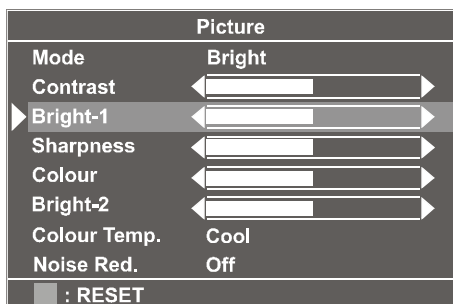 Picture
Mode Bright
Contrast
Bright-1
Sharpness
Colour
Bright-2
Colour Temp. Cool
Noise Red. Off
: RESET